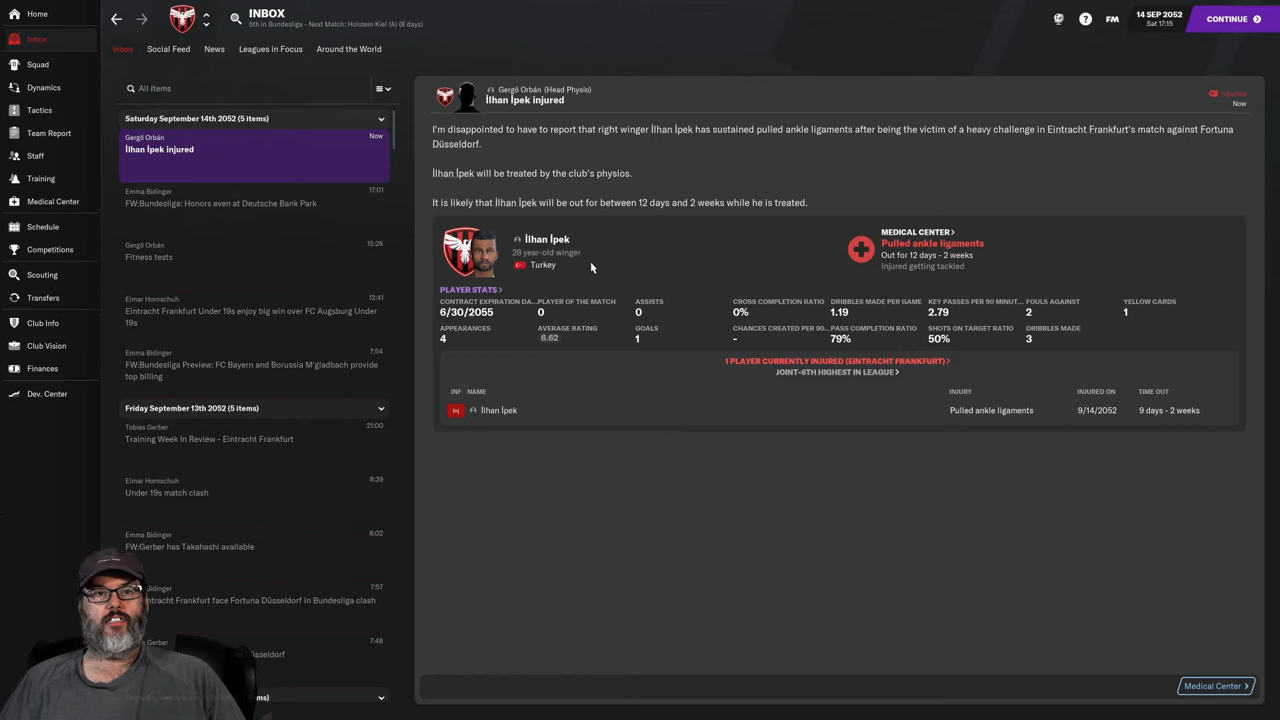 Home
INBOX
6th in Bundesliga - Next Match: Holstein Kiel (A) (8 days)
FM
14 SEP 2052
Sat 17:15
CONTINUE
Inbox
Squad
Dynamics
Tactics
Team Report
Staff
Training
Medical Center
Schedule
Competitions
Scouting
Transfers
Club Info
Club Vision
Finances
Dev. Center
Inbox
Social Feed
News
Leagues in Focus
Around the World
All Items
Saturday September 14th 2052 (5 items)
Gergő Orbán
Now
İlhan İpek injured
Emma Bidinger
17:01
FW:Bundesliga: Honors even at Deutsche Bank Park
Gergő Orbán
15:28
Fitness tests
Elmar Hornschuh
12:41
Eintracht Frankfurt Under 19s enjoy big win over FC Augsburg Under
19s
Emma Bidinger
7:54
FW:Bundesliga Preview: FC Bayern and Borussia M'gladbach provide
top billing
Friday September 13th 2052 (5 items)
Tobias Gerber
21:00
Training Week In Review - Eintracht Frankfurt
Elmar Hornschuh
8:39
Under 19s match clash
Emma Bidinger
8:02
FW:Gerber has Takahashi available
Bidinger
7:57
ntracht Frankfurt face Fortuna Düsseldorf in Bundesliga clash
Gerber
7:48
üsseldorf
items)
Gergő Orbán (Head Physio)
İlhan İpek injured
Injuries
Now
I'm disappointed to have to report that right winger İlhan İpek has sustained pulled ankle ligaments after being the victim of a heavy challenge in Eintracht Frankfurt's match against Fortuna
Düsseldorf.
İlhan İpek will be treated by the club's physios.
It is likely that İlhan İpek will be out for between 12 days and 2 weeks while he is treated.
İlhan İpek
28 year-old winger
Turkey
MEDICAL CENTER >
Pulled ankle ligaments
Out for 12 days - 2 weeks
Injured getting tackled
PLAYER STATS >
CONTRACT EXPIRATION DA... PLAYER OF THE MATCH ASSISTS CROSS COMPLETION RATIO DRIBBLES MADE PER GAME KEY PASSES PER 90 MINUT... FOULS AGAINST YELLOW CARDS
6/30/2055 0 0 0% 1.19 2.79 2 1
APPEARANCES AVERAGE RATING GOALS CHANCES CREATED PER 90... PASS COMPLETION RATIO SHOTS ON TARGET RATIO DRIBBLES MADE
4 6.62 1 - 79% 50% 3
1 PLAYER CURRENTLY INJURED (EINTRACHT FRANKFURT) >
JOINT-6TH HIGHEST IN LEAGUE >
INF NAME INJURY INJURED ON TIME OUT
Inj İlhan İpek Pulled ankle ligaments 9/14/2052 9 days - 2 weeks
Medical Center >